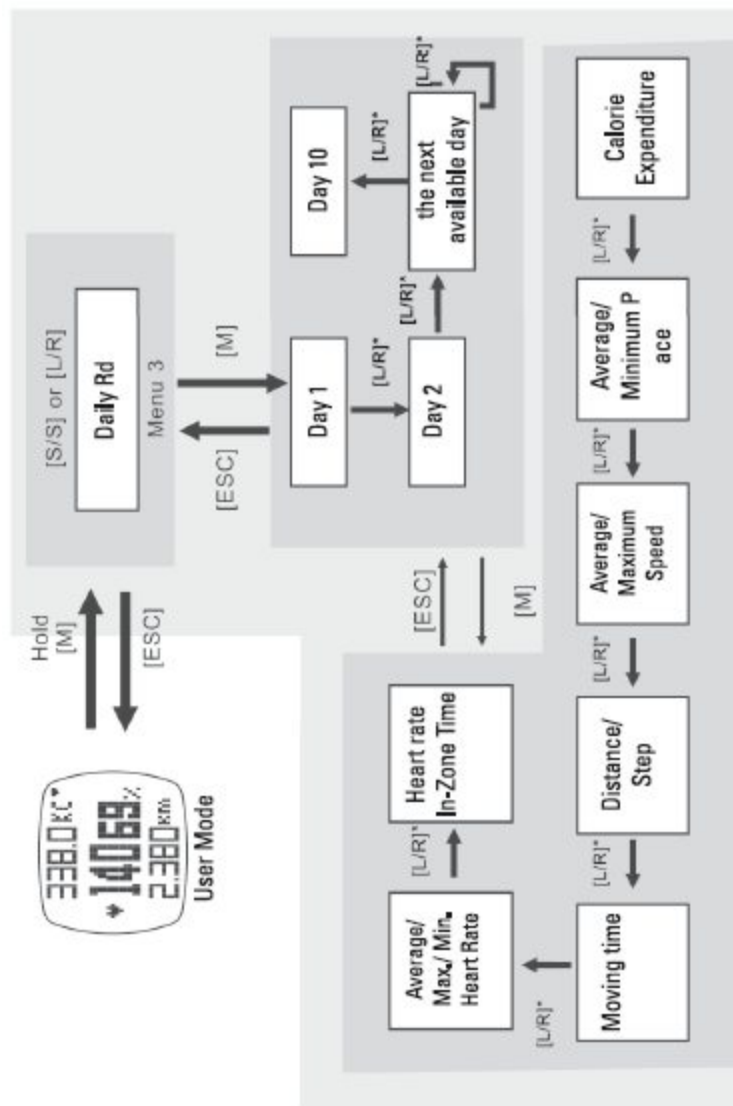 338.0KC
14069%
2.380KM
User Mode
Hold
[M]
[ESC]
[S/S] or [L/R]
Daily Rd
Menu 3
[ESC]
[M]
Day 1
Day 10
[L/R]*
[L/R]*
Day 2
[L/R]*
the next
available day
[L/R]*
[ESC]
[M]
Average/
Max./ Min.
Heart Rate
[L/R]*
Heart rate
In-Zone Time
[L/R]*
Moving time
[L/R]*
Distance/
Step
[L/R]*
Average/
Maximum
Speed
[L/R]*
Average/
Minimum P
ace
[L/R]*
Calorie
Expenditure